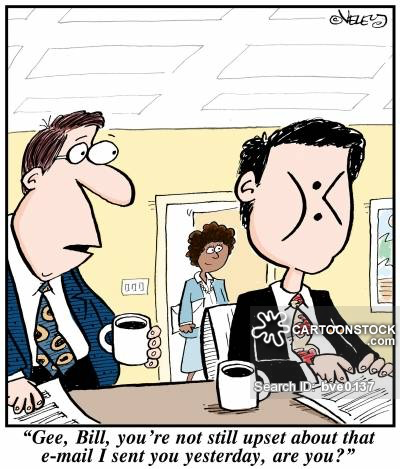 ©VELEZ
CARTOONSTOCK
.com
Search ID: bve0137
"Gee, Bill, you're not still upset about that
e-mail I sent you yesterday, are you?"